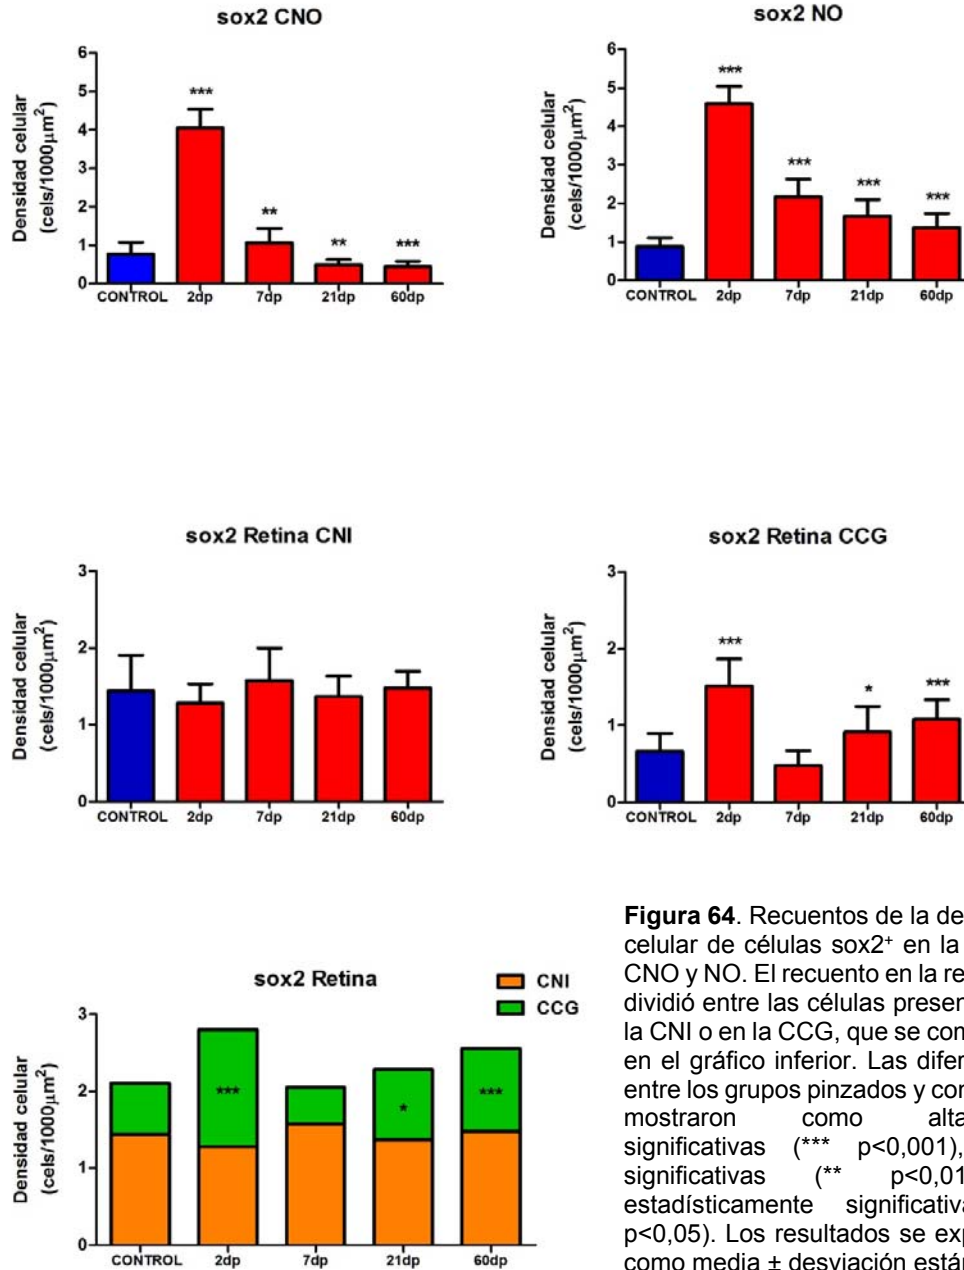 sox2 CNO
Densidad celular
(cels/1000µm²)
6
5
4
3
2
1
0
***
**
**
***
CONTROL 2dp 7dp 21dp 60dp
sox2 NO
Densidad celular
(cels/1000µm²)
6
5
4
3
2
1
0
***
***
***
***
CONTROL 2dp 7dp 21dp 60dp
sox2 Retina CNI
Densidad celular
(cels/1000µm²)
3
2
1
0
CONTROL 2dp 7dp 21dp 60dp
sox2 Retina CCG
Densidad celular
(cels/1000µm²)
3
2
1
0
***
*
***
CONTROL 2dp 7dp 21dp 60dp
sox2 Retina
CNI
CCG
Densidad celular
(cels/1000µm²)
3
2
1
0
***
*
***
CONTROL 2dp 7dp 21dp 60dp
Figura 64. Recuentos de la de
celular de células sox2⁺ en la
CNO y NO. El recuento en la re
dividió entre las células presen
la CNI o en la CCG, que se com
en el gráfico inferior. Las difer
entre los grupos pinzados y con
mostraron como alta
significativas (*** p<0,001),
significativas (** p<0,01
estadísticamente significativa
p<0,05). Los resultados se exp
como media ± desviación están